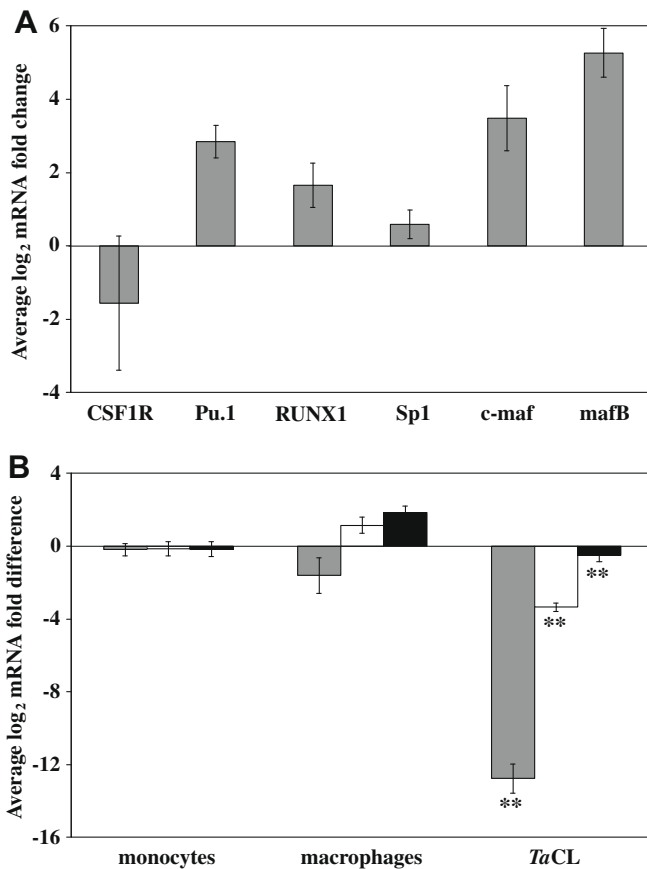 A
Average log₂ mRNA fold change
6
4
2
0
-2
-4
CSF1R Pu.1 RUNX1 Sp1 c-maf mafB
B
Average log₂ mRNA fold difference
4
0
-4
-8
-12
-16
**
**
**
monocytes macrophages TaCL